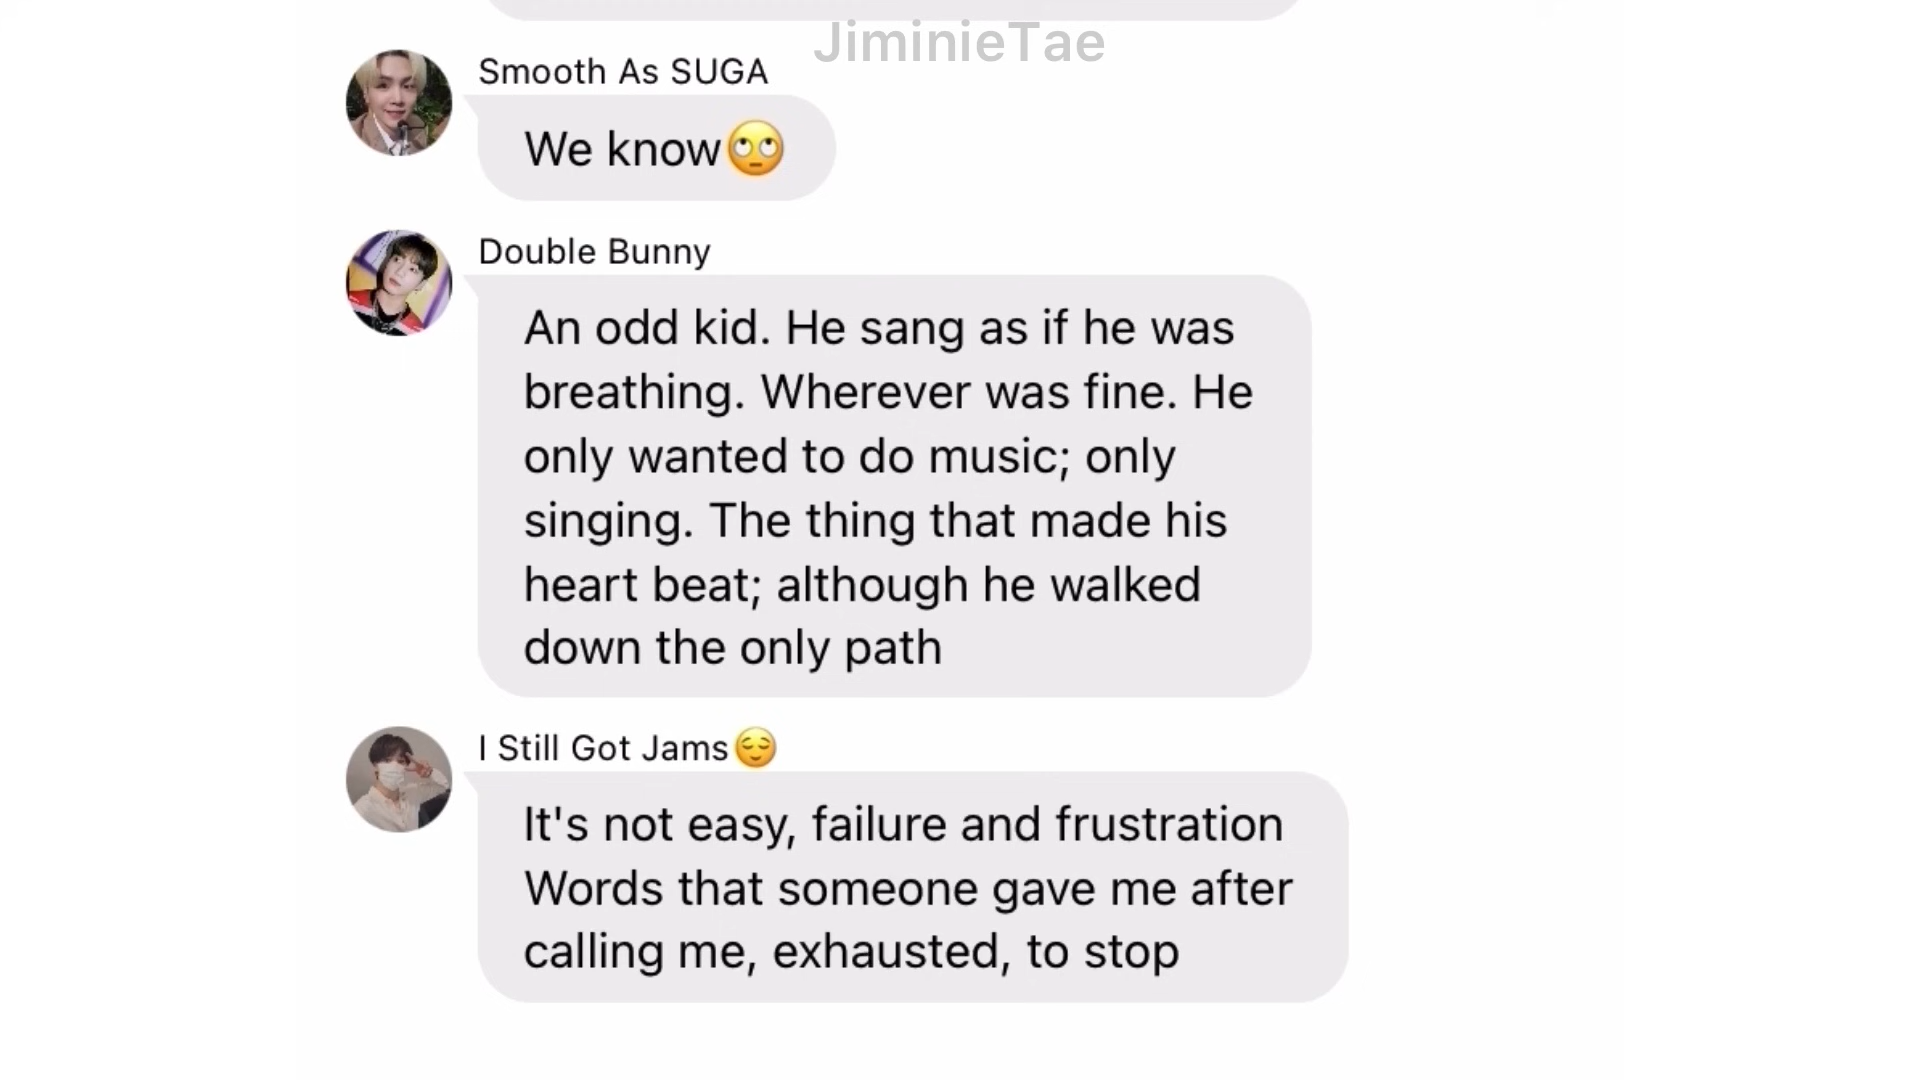 JiminieTae
Smooth As SUGA
We know🙄
Double Bunny
An odd kid. He sang as if he was
breathing. Wherever was fine. He
only wanted to do music; only
singing. The thing that made his
heart beat; although he walked
down the only path
I Still Got Jams😌
It's not easy, failure and frustration
Words that someone gave me after
calling me, exhausted, to stop